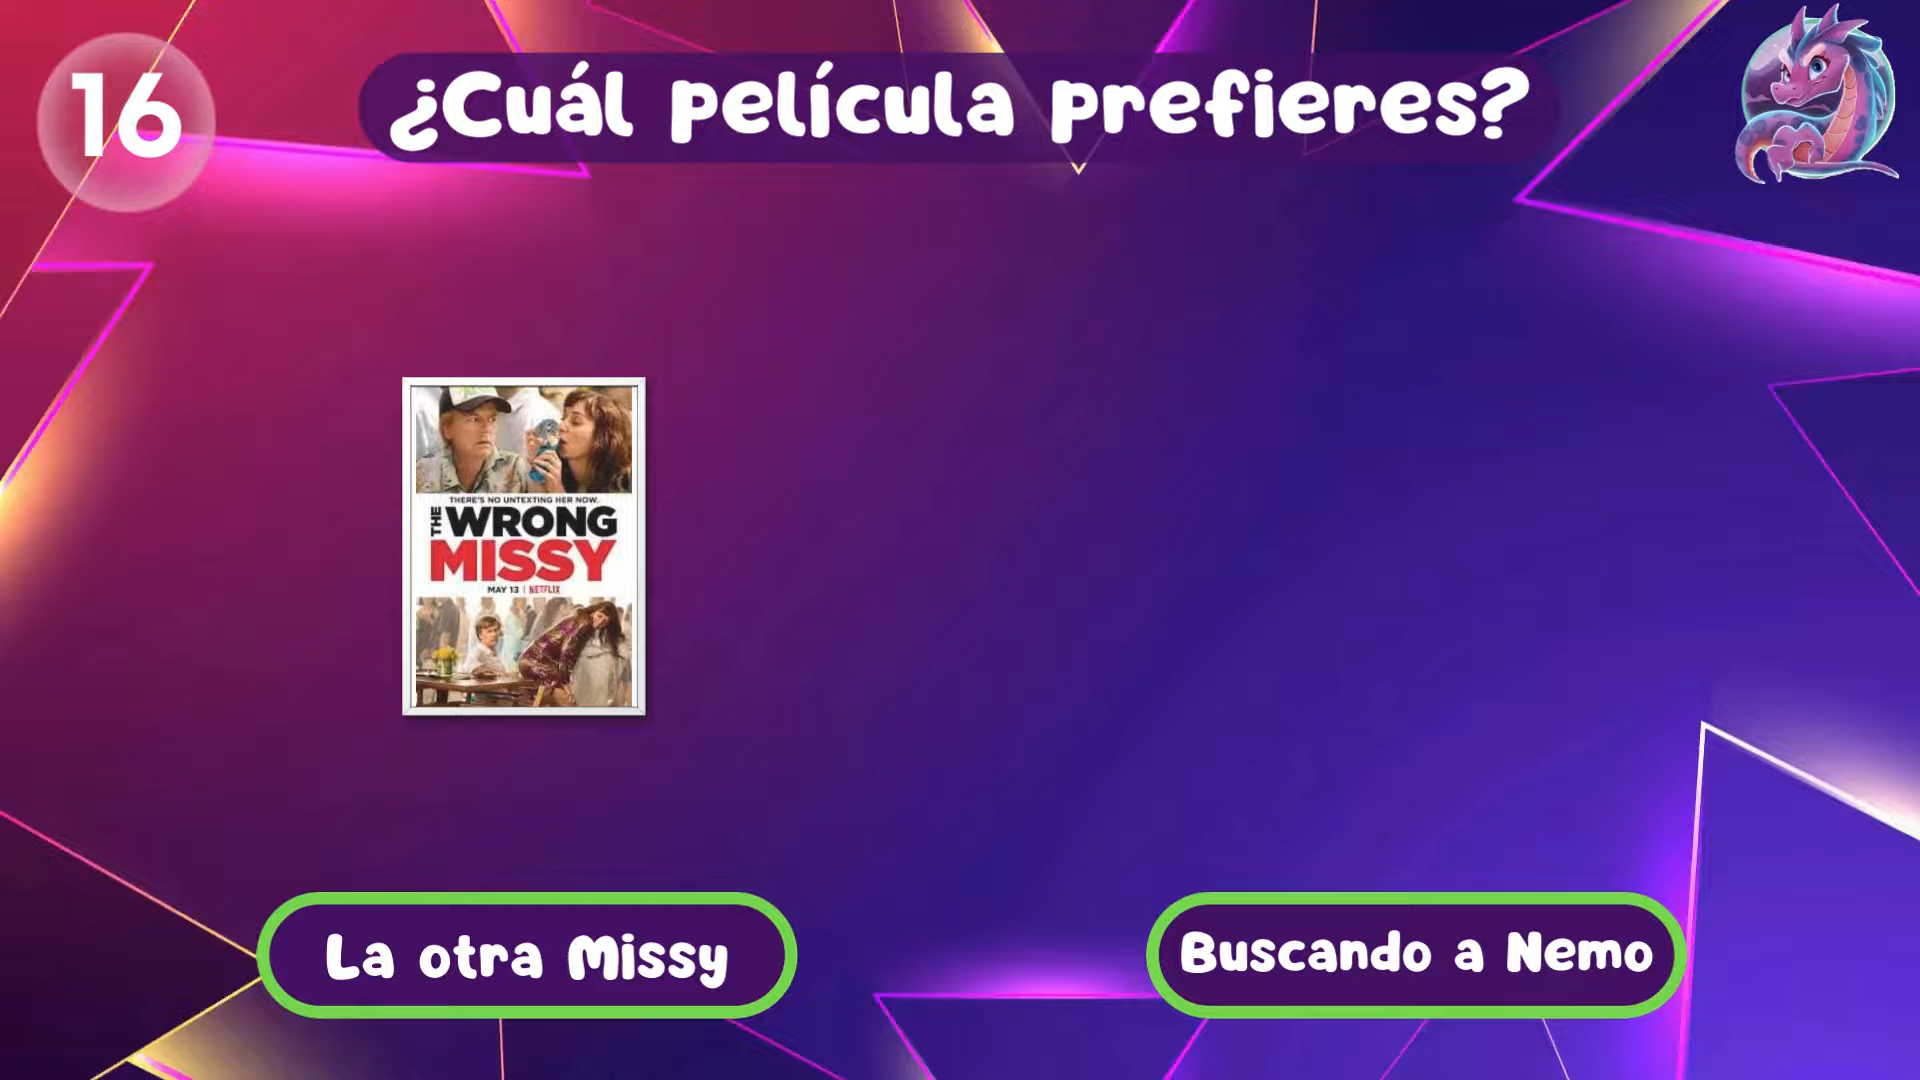 16
¿Cuál película prefieres?
THERE'S NO UNTEXTING HER NOW.
THE WRONG
MISSY
MAY 13 | NETFLIX
La otra Missy
Buscando a Nemo